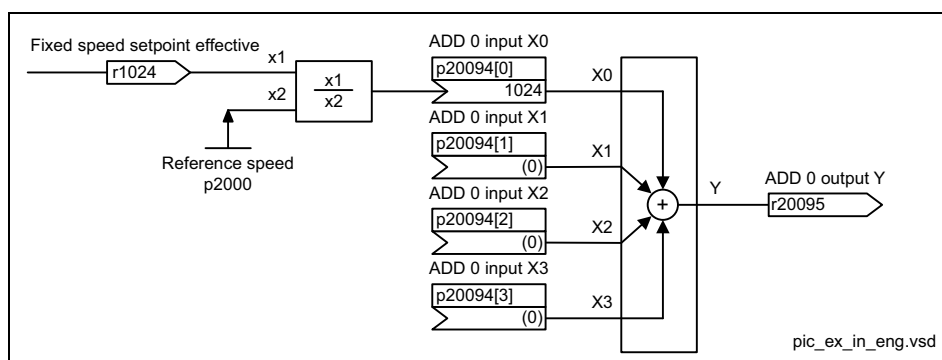 Fixed speed setpoint effective
r1024
x1
x2
x1
x2
Reference speed
p2000
ADD 0 input X0
p20094[0]
1024
X0
ADD 0 input X1
p20094[1]
(0)
X1
ADD 0 input X2
p20094[2]
(0)
X2
ADD 0 input X3
p20094[3]
(0)
X3
+
Y
ADD 0 output Y
r20095
pic_ex_in_eng.vsd